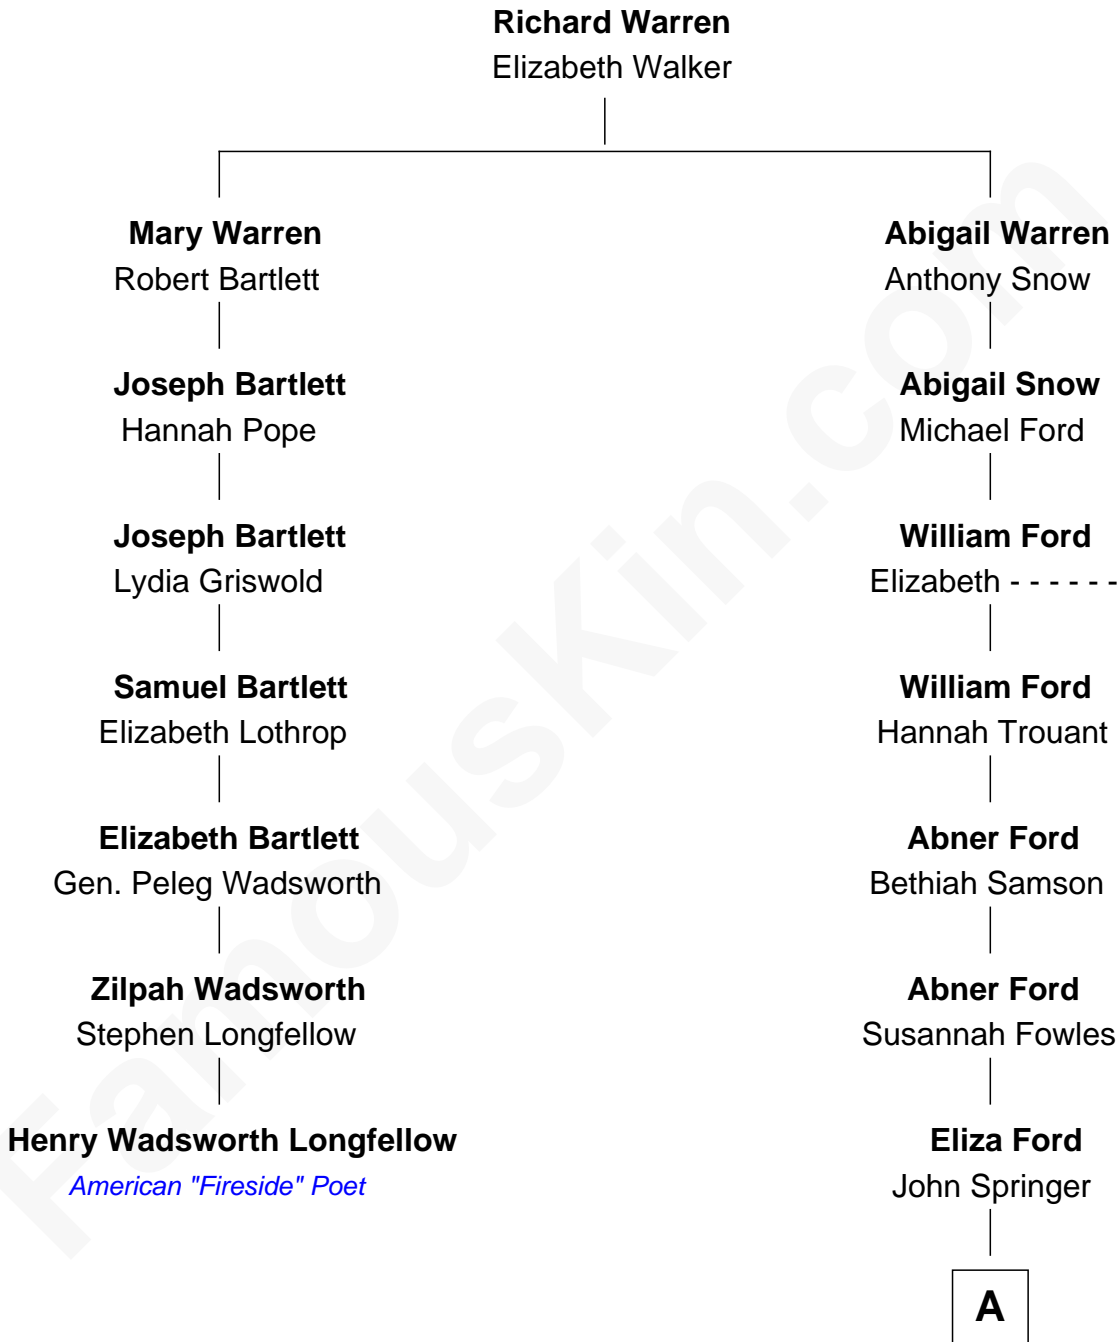 Richard Warren
Elizabeth Walker
Mary Warren
Robert Bartlett
Abigail Warren
Anthony Snow
Joseph Bartlett
Hannah Pope
Abigail Snow
Michael Ford
Joseph Bartlett
Lydia Griswold
William Ford
Elizabeth - - - - - -
Samuel Bartlett
Elizabeth Lothrop
William Ford
Hannah Trouant
Elizabeth Bartlett
Gen. Peleg Wadsworth
Abner Ford
Bethiah Samson
Zilpah Wadsworth
Stephen Longfellow
Abner Ford
Susannah Fowles
Henry Wadsworth Longfellow
American "Fireside" Poet
Eliza Ford
John Springer
A
FamousKin.com